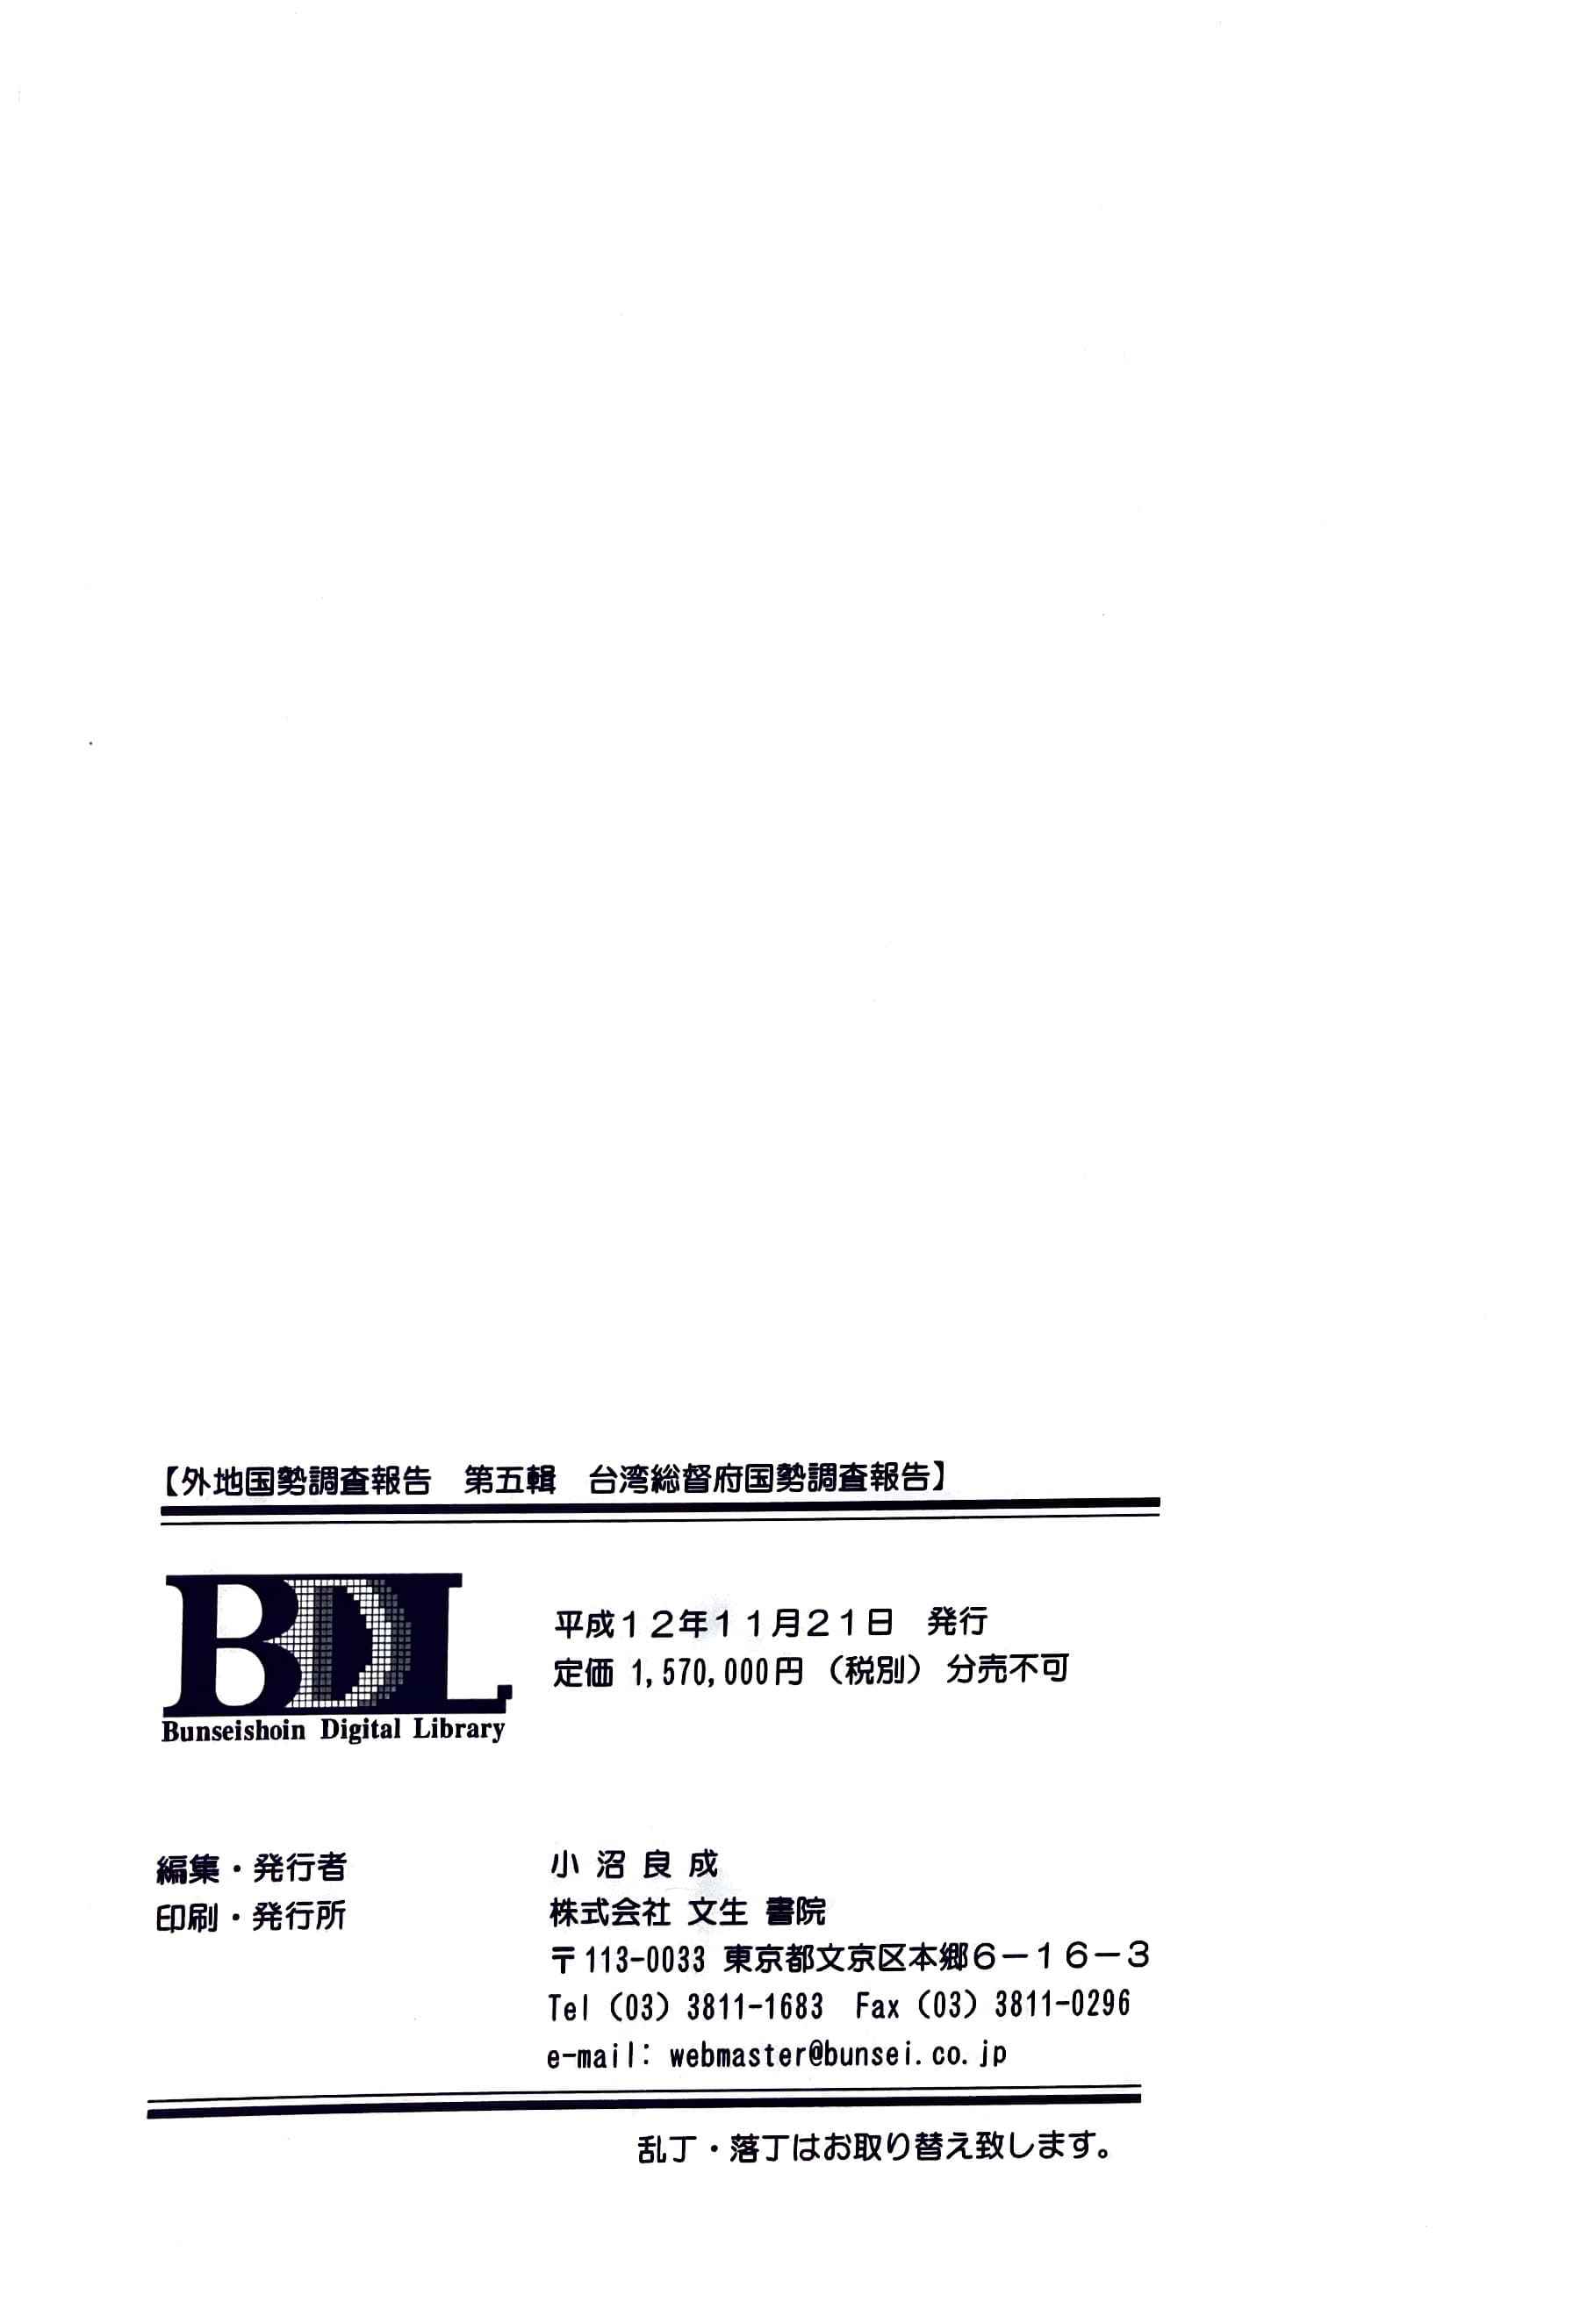 【外地国勢調査報告　第五輯　台湾総督府国勢調査報告】
BDL
Bunseishoin Digital Library
平成１２年１１月２１日　発行
定価 1,570,000円（税別） 分売不可
編集・発行者　小 沼 良 成
印刷・発行所　株式会社 文生 書院
〒113-0033 東京都文京区本郷６－１６－３
Tel (03) 3811-1683　Fax (03) 3811-0296
e-mail: webmaster@bunsei.co.jp
乱丁・落丁はお取り替え致します。